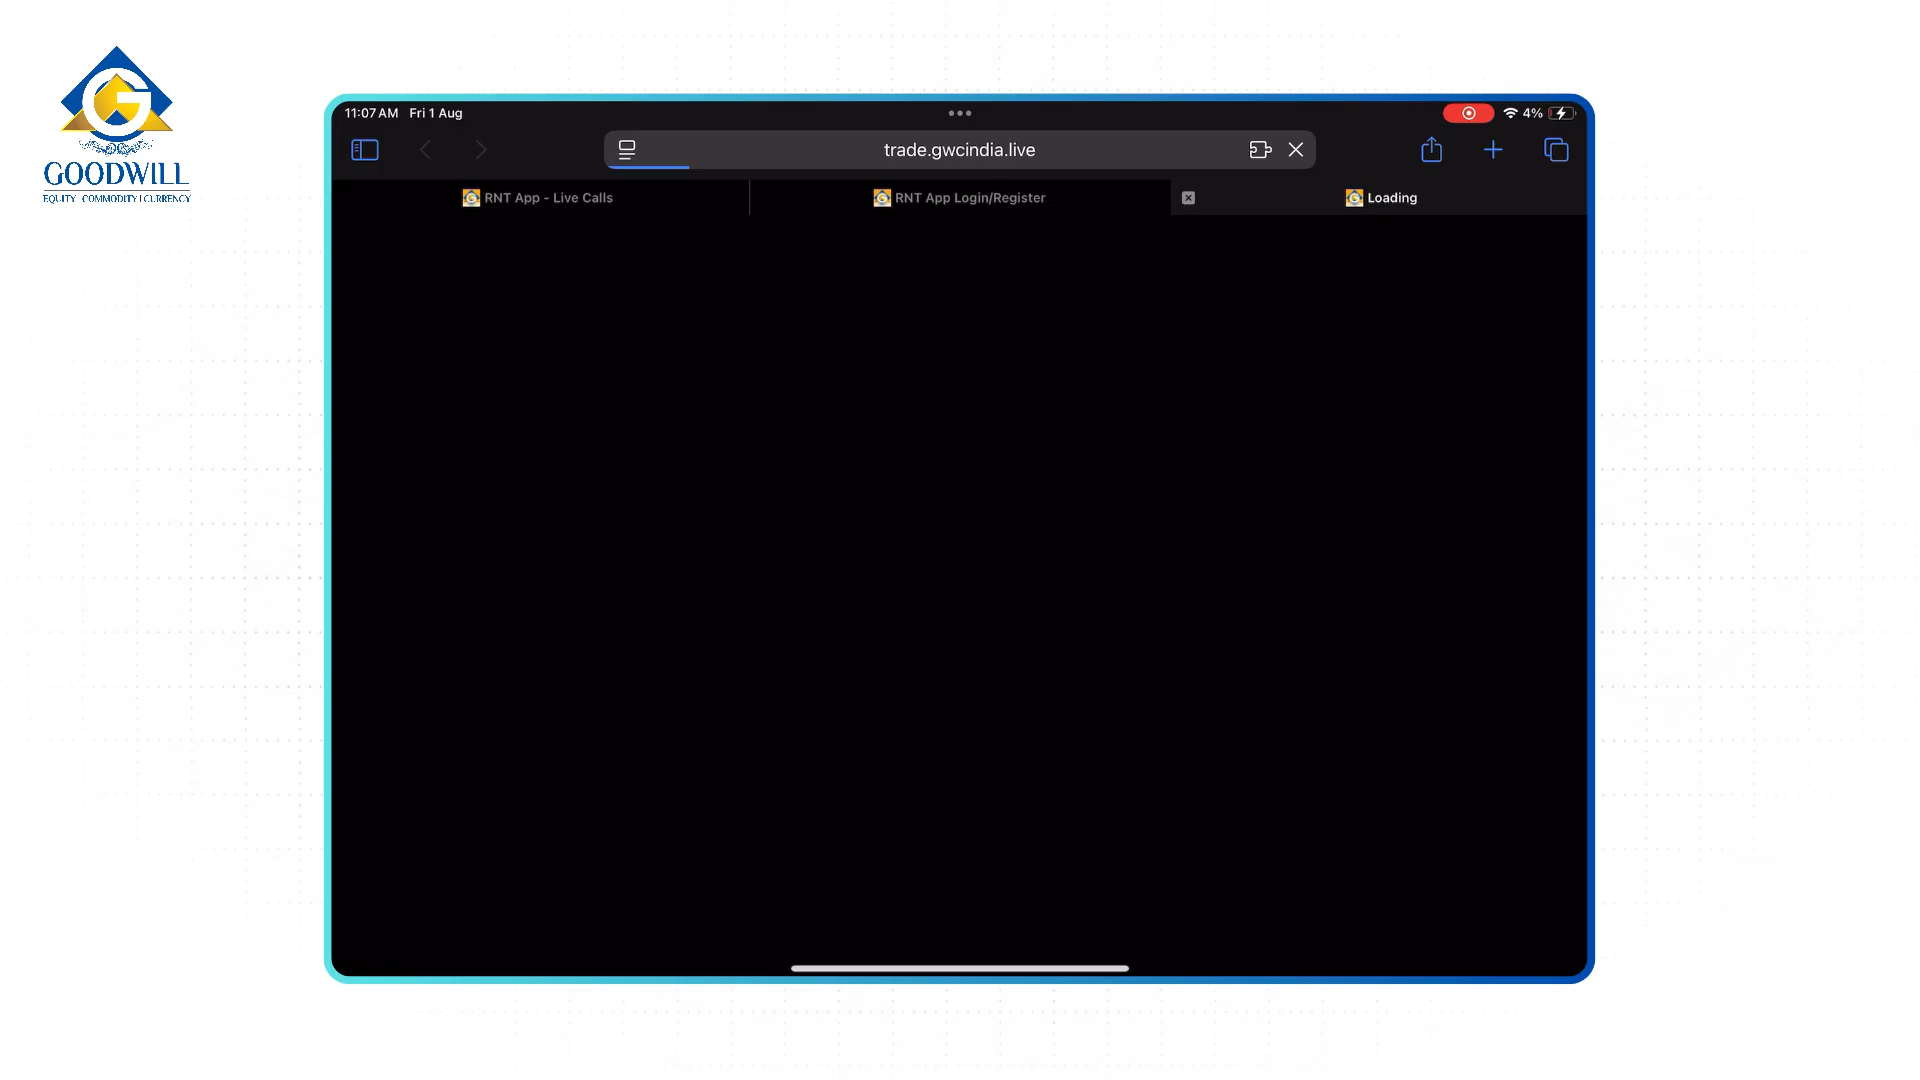 G
GOODWILL
EQUITY | COMMODITY | CURRENCY
11:07 AM Fri 1 Aug
4%
trade.gwcindia.live
RNT App - Live Calls
RNT App Login/Register
Loading